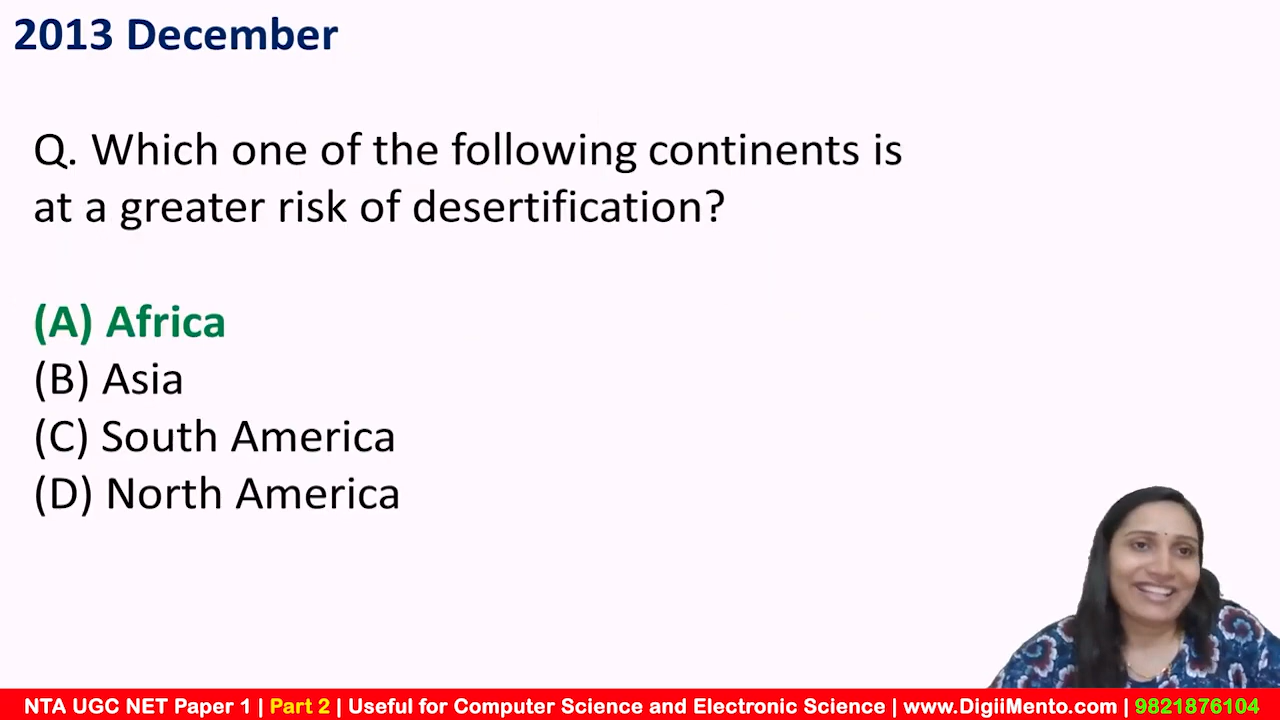 2013 December
Q. Which one of the following continents is
at a greater risk of desertification?
(A) Africa
(B) Asia
(C) South America
(D) North America
NTA UGC NET Paper 1 | Part 2 | Useful for Computer Science and Electronic Science | www.DigiiMento.com | 9821876104